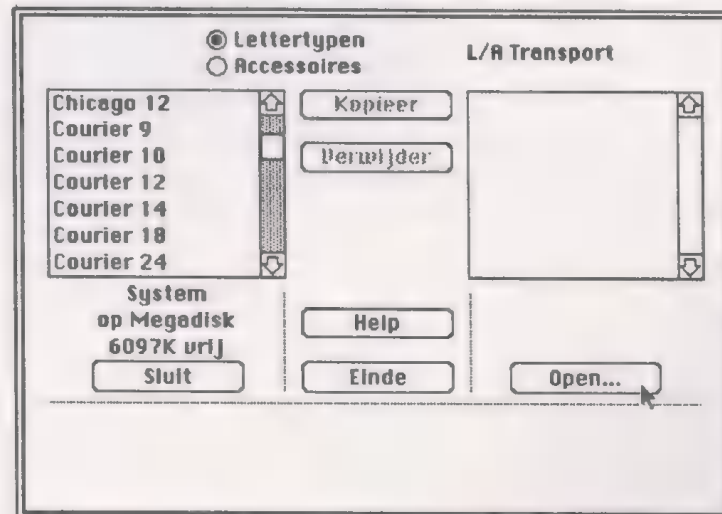 Lettertypen
Accessoires
L/A Transport
Chicago 12
Courier 9
Courier 10
Courier 12
Courier 14
Courier 18
Courier 24
Kopieer
Verwijder
System
op Megadisk
6097K vrij
Sluit
Help
Einde
Open...